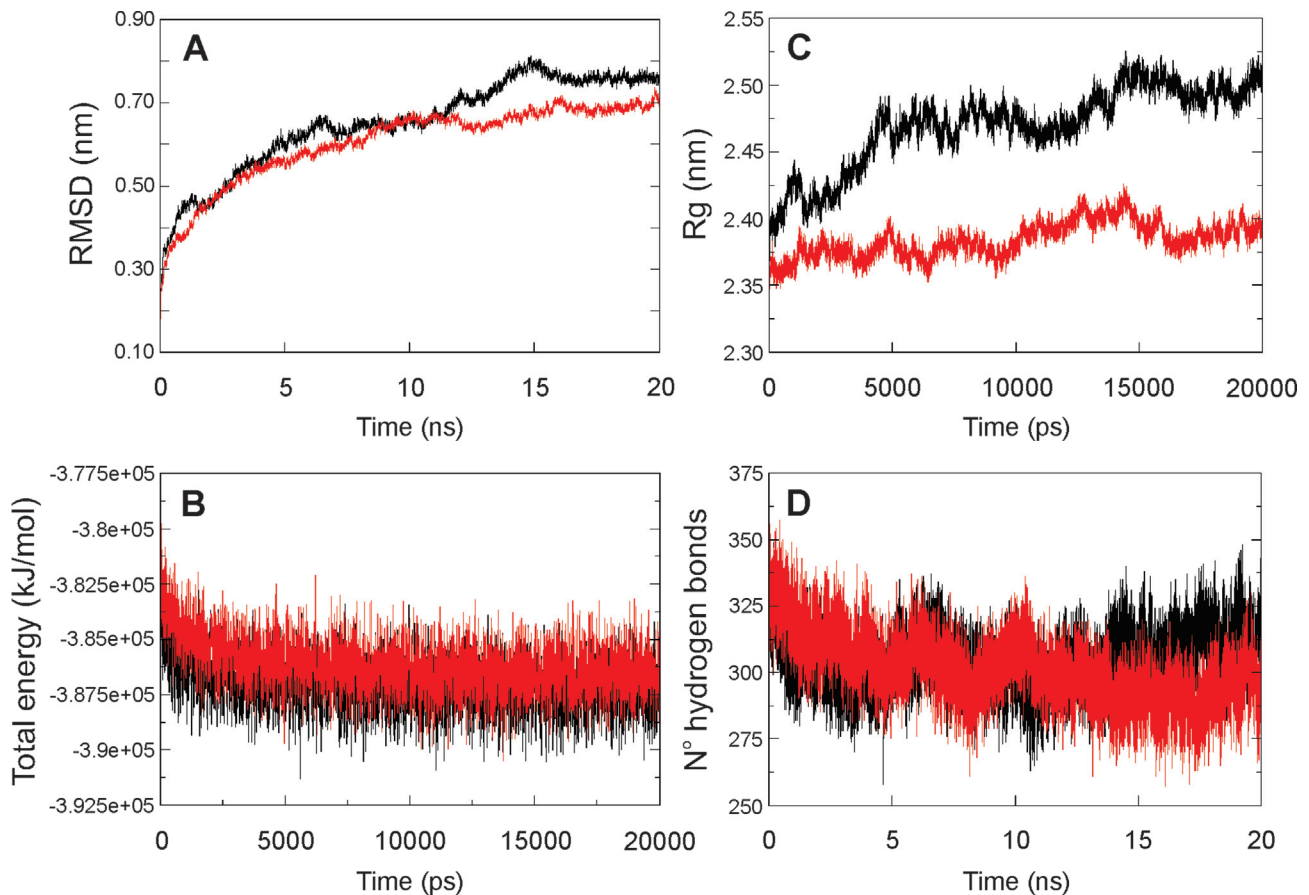 A
RMSD (nm)
0.90
0.70
0.50
0.30
0.10
0 5 10 15 20
Time (ns)
C
Rg (nm)
2.55
2.50
2.45
2.40
2.35
2.30
0 5000 10000 15000 20000
Time (ps)
B
Total energy (kJ/mol)
-3.775e+05
-3.8e+05
-3.825e+05
-3.85e+05
-3.875e+05
-3.9e+05
-3.925e+05
0 5000 10000 15000 20000
Time (ps)
D
N° hydrogen bonds
375
350
325
300
275
250
0 5 10 15 20
Time (ns)